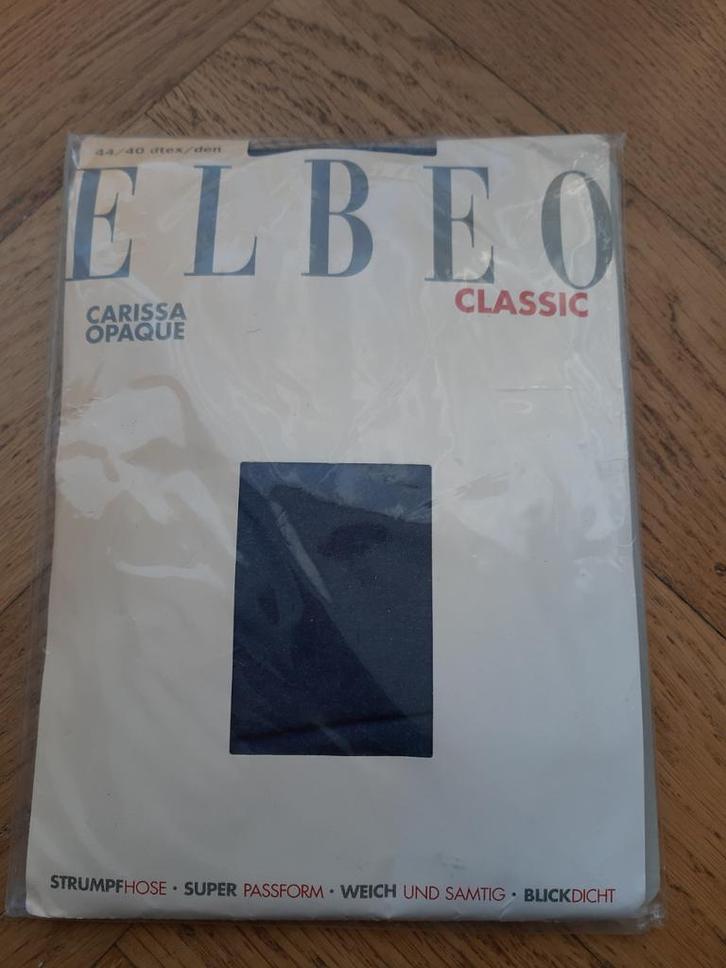 44/40 dtex/den
ELBEO
CLASSIC
CARISSA
OPAQUE
STRUMPFHOSE · SUPER PASSFORM · WEICH UND SAMTIG · BLICKDICHT